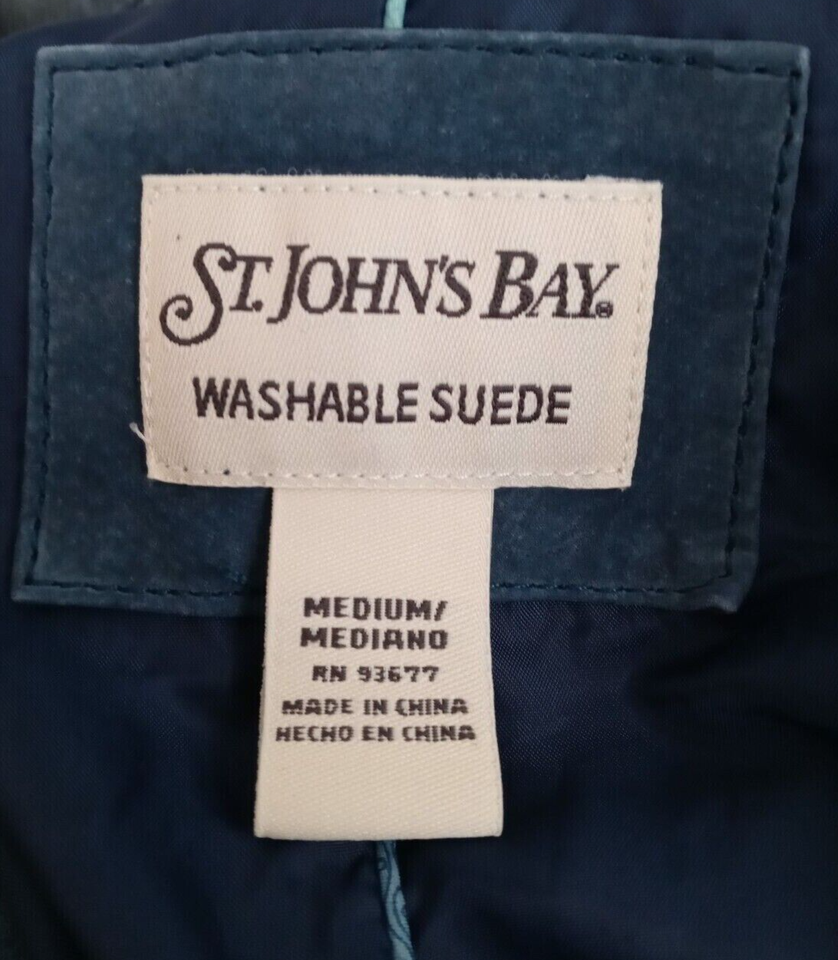 ST. JOHN'S BAY®
WASHABLE SUEDE
MEDIUM/
MEDIANO
RN 93677
MADE IN CHINA
HECHO EN CHINA